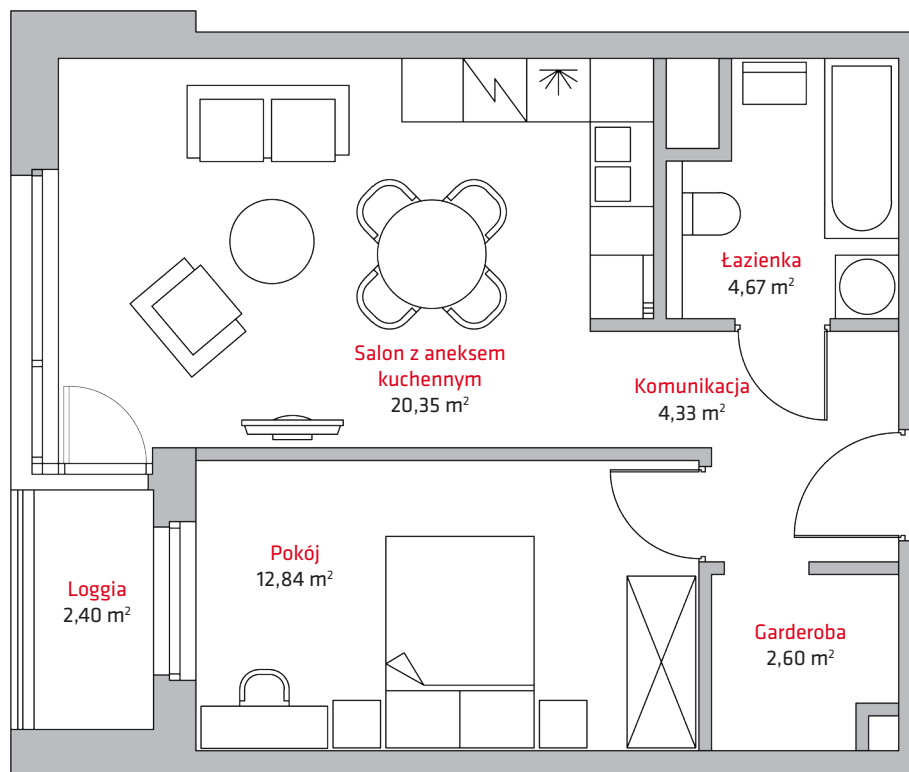 Łazienka
4,67 m²
Salon z aneksem
kuchennym
20,35 m²
Komunikacja
4,33 m²
Pokój
12,84 m²
Loggia
2,40 m²
Garderoba
2,60 m²